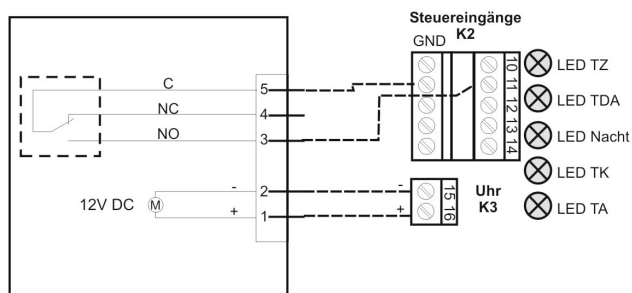 Steuereingänge
K2
GND
C
NC
NO
5
4
3
10
11
12
13
14
LED TZ
LED TDA
LED Nacht
LED TK
LED TA
12V DC
M
-
+
2
1
-
+
15
16
Uhr
K3